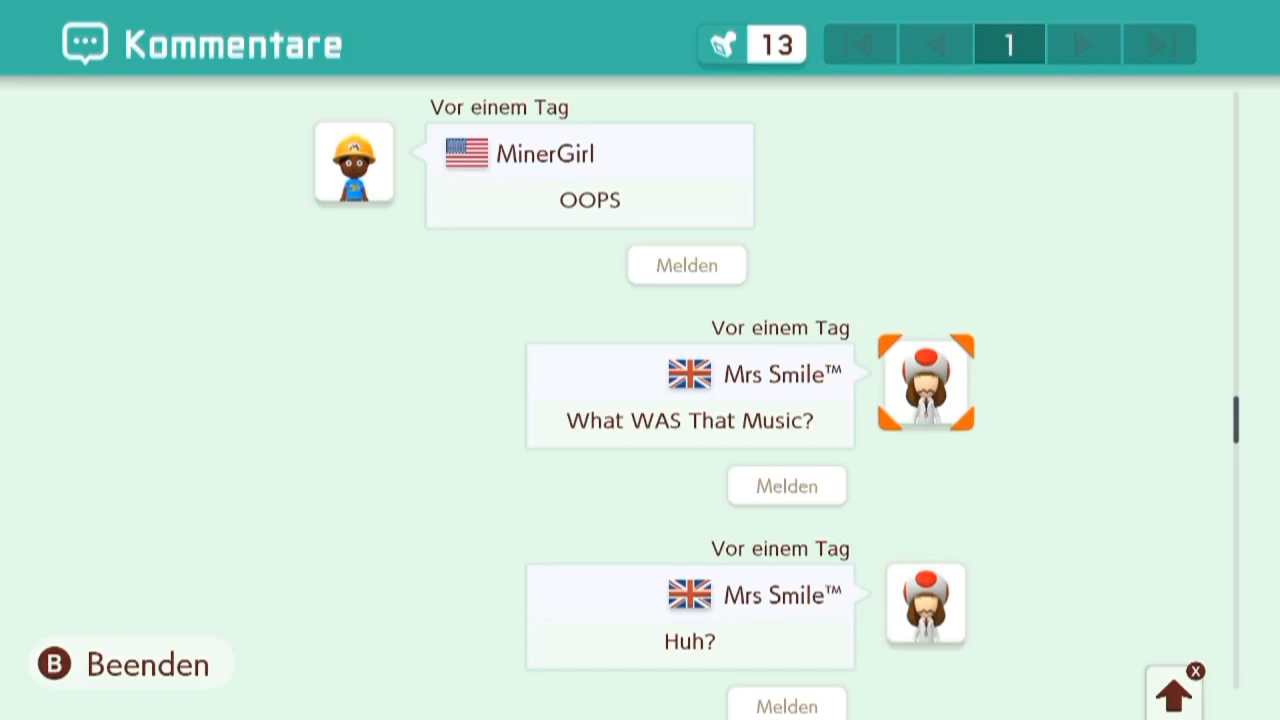 Kommentare
13
1
Vor einem Tag
MinerGirl
OOPS
Melden
Vor einem Tag
Mrs Smile™
What WAS That Music?
Melden
Vor einem Tag
Mrs Smile™
Huh?
Melden
B Beenden
X